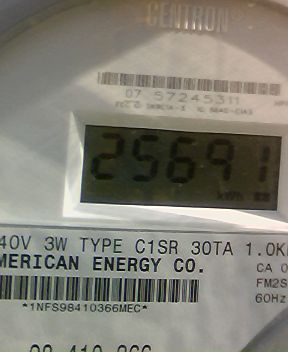 CENTRON
07 57245311
25691
kWh
40V 3W TYPE C1SR 30TA 1.0K
MERICAN ENERGY CO.
CA 0
FM2S
60Hz
*1NFS98410366MEC*